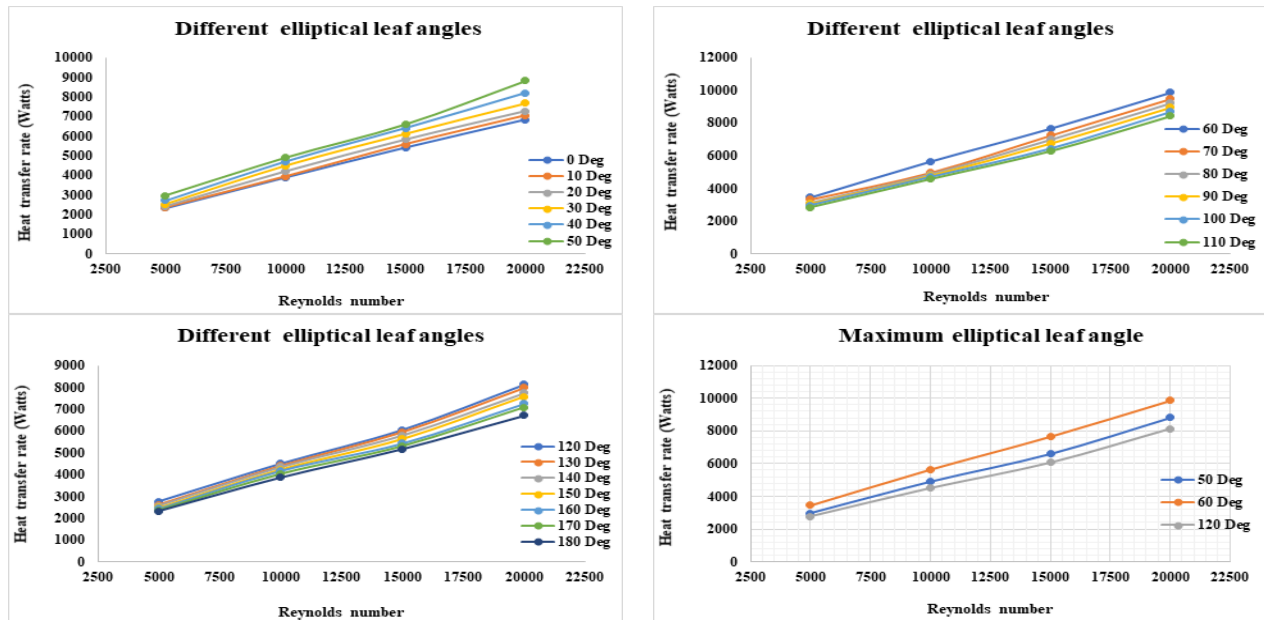 Different elliptical leaf angles
Heat transfer rate (Watts)
10000
9000
8000
7000
6000
5000
4000
3000
2000
1000
0
2500 5000 7500 10000 12500 15000 17500 20000 22500
Reynolds number
0 Deg
10 Deg
20 Deg
30 Deg
40 Deg
50 Deg
Different elliptical leaf angles
Heat transfer rate (Watts)
12000
10000
8000
6000
4000
2000
0
2500 5000 7500 10000 12500 15000 17500 20000 22500
Reynolds number
60 Deg
70 Deg
80 Deg
90 Deg
100 Deg
110 Deg
Different elliptical leaf angles
Heat transfer rate (Watts)
9000
8000
7000
6000
5000
4000
3000
2000
1000
0
2500 5000 7500 10000 12500 15000 17500 20000 22500
Reynolds number
120 Deg
130 Deg
140 Deg
150 Deg
160 Deg
170 Deg
180 Deg
Maximum elliptical leaf angle
Heat transfer rate (Watts)
12000
10000
8000
6000
4000
2000
0
2500 5000 7500 10000 12500 15000 17500 20000 22500
Reynolds number
50 Deg
60 Deg
120 Deg